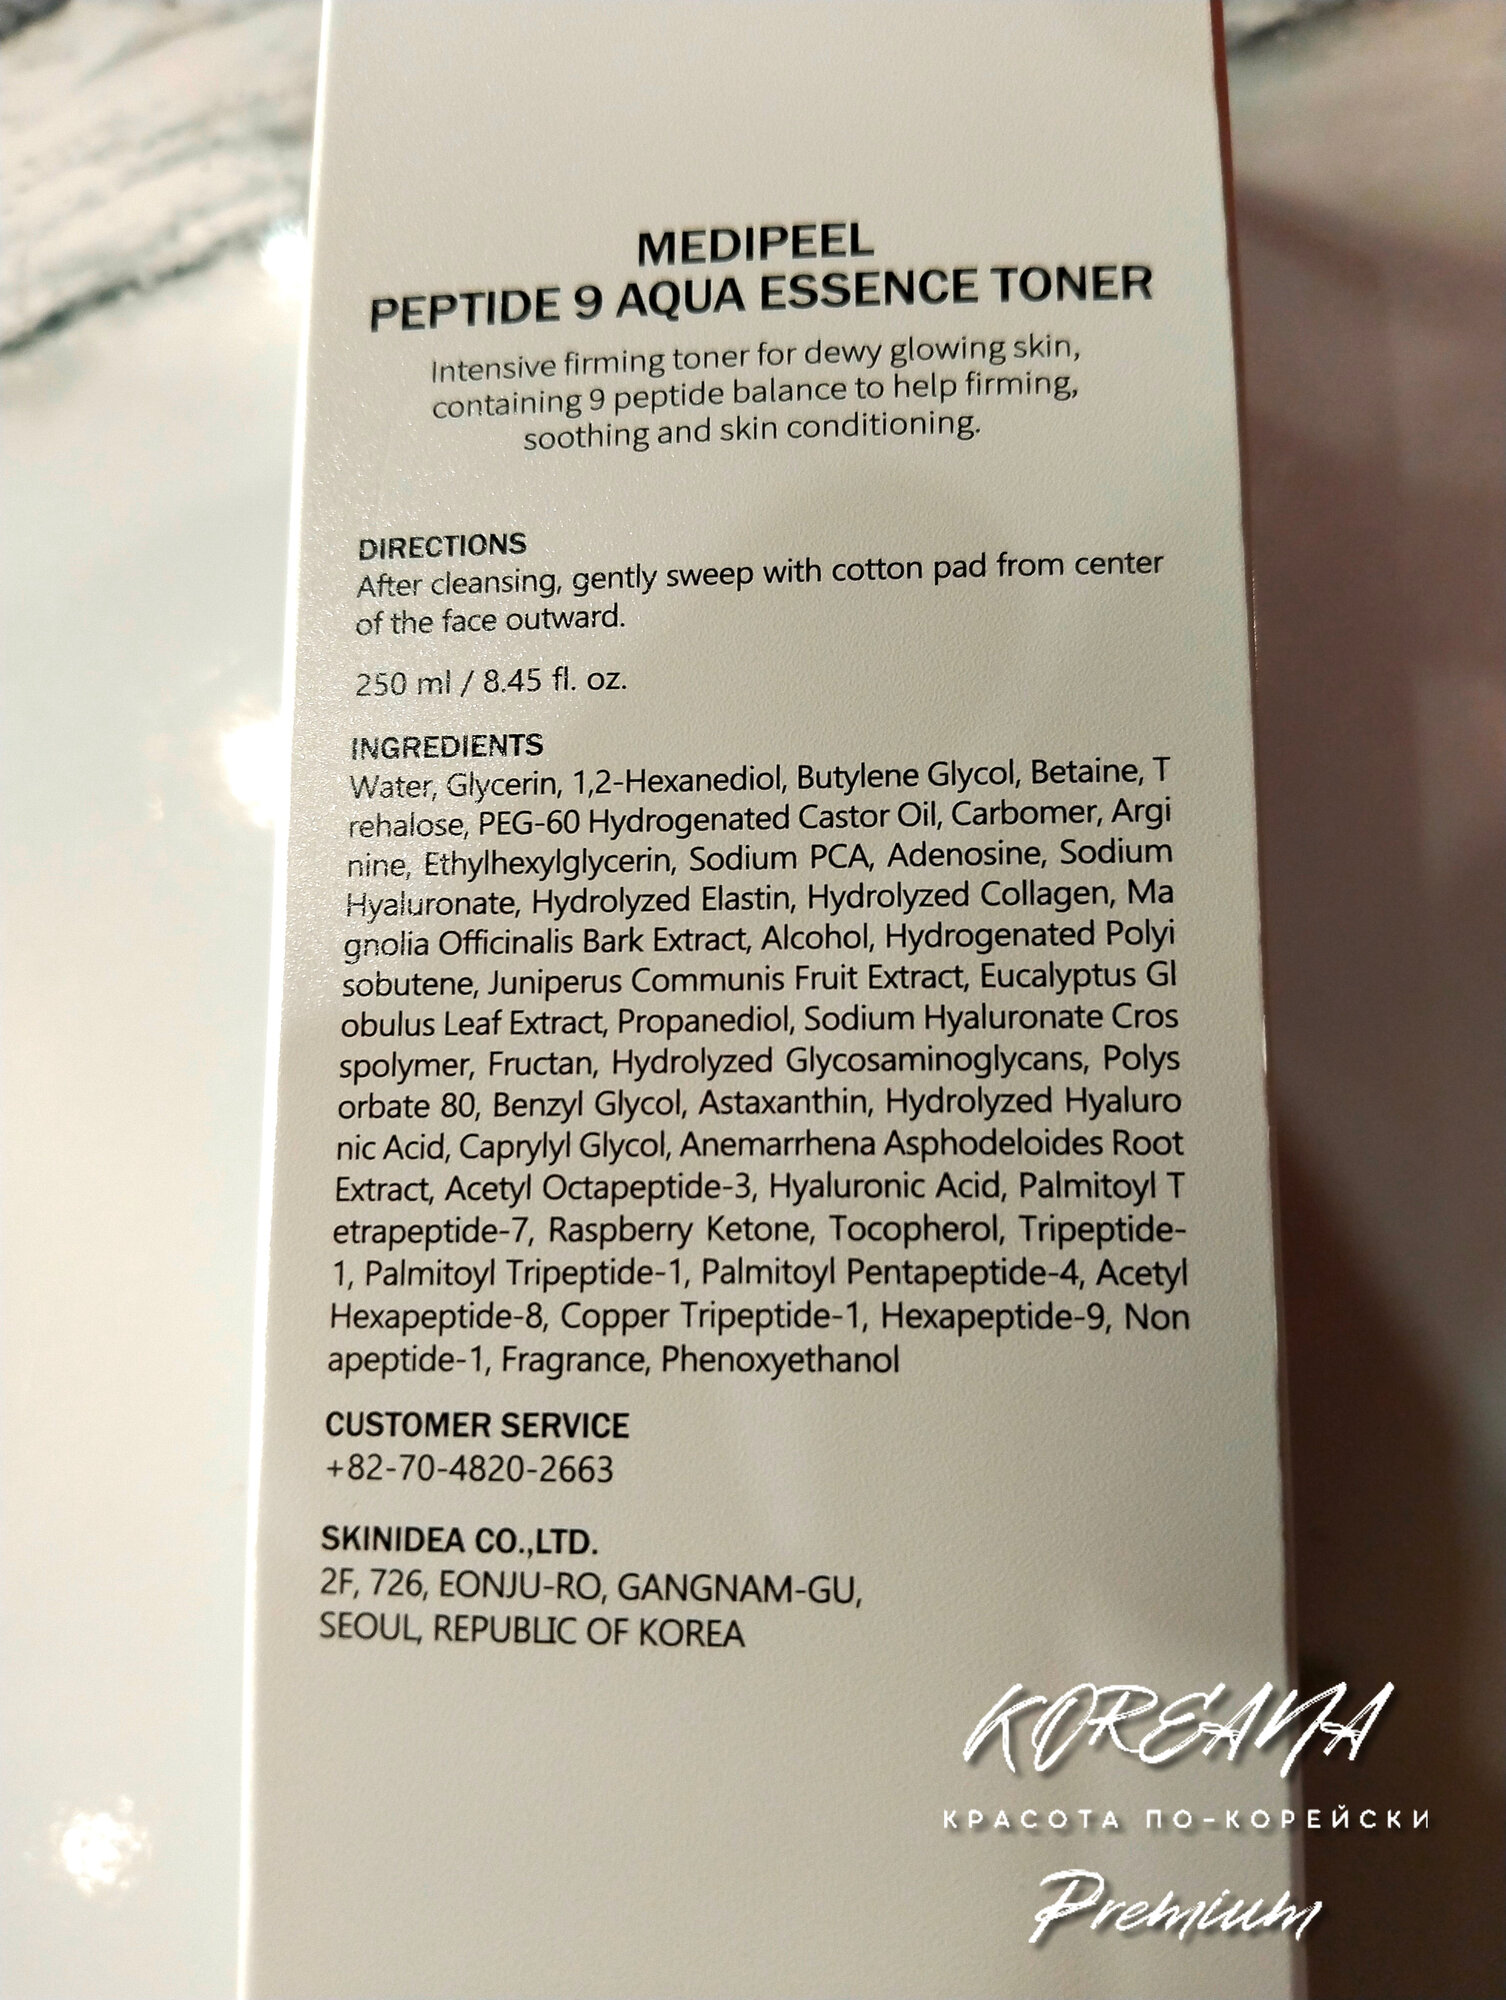 MEDIPEEL
PEPTIDE 9 AQUA ESSENCE TONER
Intensive firming toner for dewy glowing skin,
containing 9 peptide balance to help firming,
soothing and skin conditioning.
DIRECTIONS
After cleansing, gently sweep with cotton pad from center
of the face outward.
250 ml / 8.45 fl. oz.
INGREDIENTS
Water, Glycerin, 1,2-Hexanediol, Butylene Glycol, Betaine, T
rehalose, PEG-60 Hydrogenated Castor Oil, Carbomer, Argi
nine, Ethylhexylglycerin, Sodium PCA, Adenosine, Sodium
Hyaluronate, Hydrolyzed Elastin, Hydrolyzed Collagen, Ma
gnolia Officinalis Bark Extract, Alcohol, Hydrogenated Polyi
sobutene, Juniperus Communis Fruit Extract, Eucalyptus Gl
obulus Leaf Extract, Propanediol, Sodium Hyaluronate Cros
spolymer, Fructan, Hydrolyzed Glycosaminoglycans, Polys
orbate 80, Benzyl Glycol, Astaxanthin, Hydrolyzed Hyaluro
nic Acid, Caprylyl Glycol, Anemarrhena Asphodeloides Root
Extract, Acetyl Octapeptide-3, Hyaluronic Acid, Palmitoyl T
etrapeptide-7, Raspberry Ketone, Tocopherol, Tripeptide-
1, Palmitoyl Tripeptide-1, Palmitoyl Pentapeptide-4, Acetyl
Hexapeptide-8, Copper Tripeptide-1, Hexapeptide-9, Non
apeptide-1, Fragrance, Phenoxyethanol
CUSTOMER SERVICE
+82-70-4820-2663
SKINIDEA CO.,LTD.
2F, 726, EONJU-RO, GANGNAM-GU,
SEOUL, REPUBLIC OF KOREA
KOREANA
КРАСОТА ПО-КОРЕЙСКИ
Premium